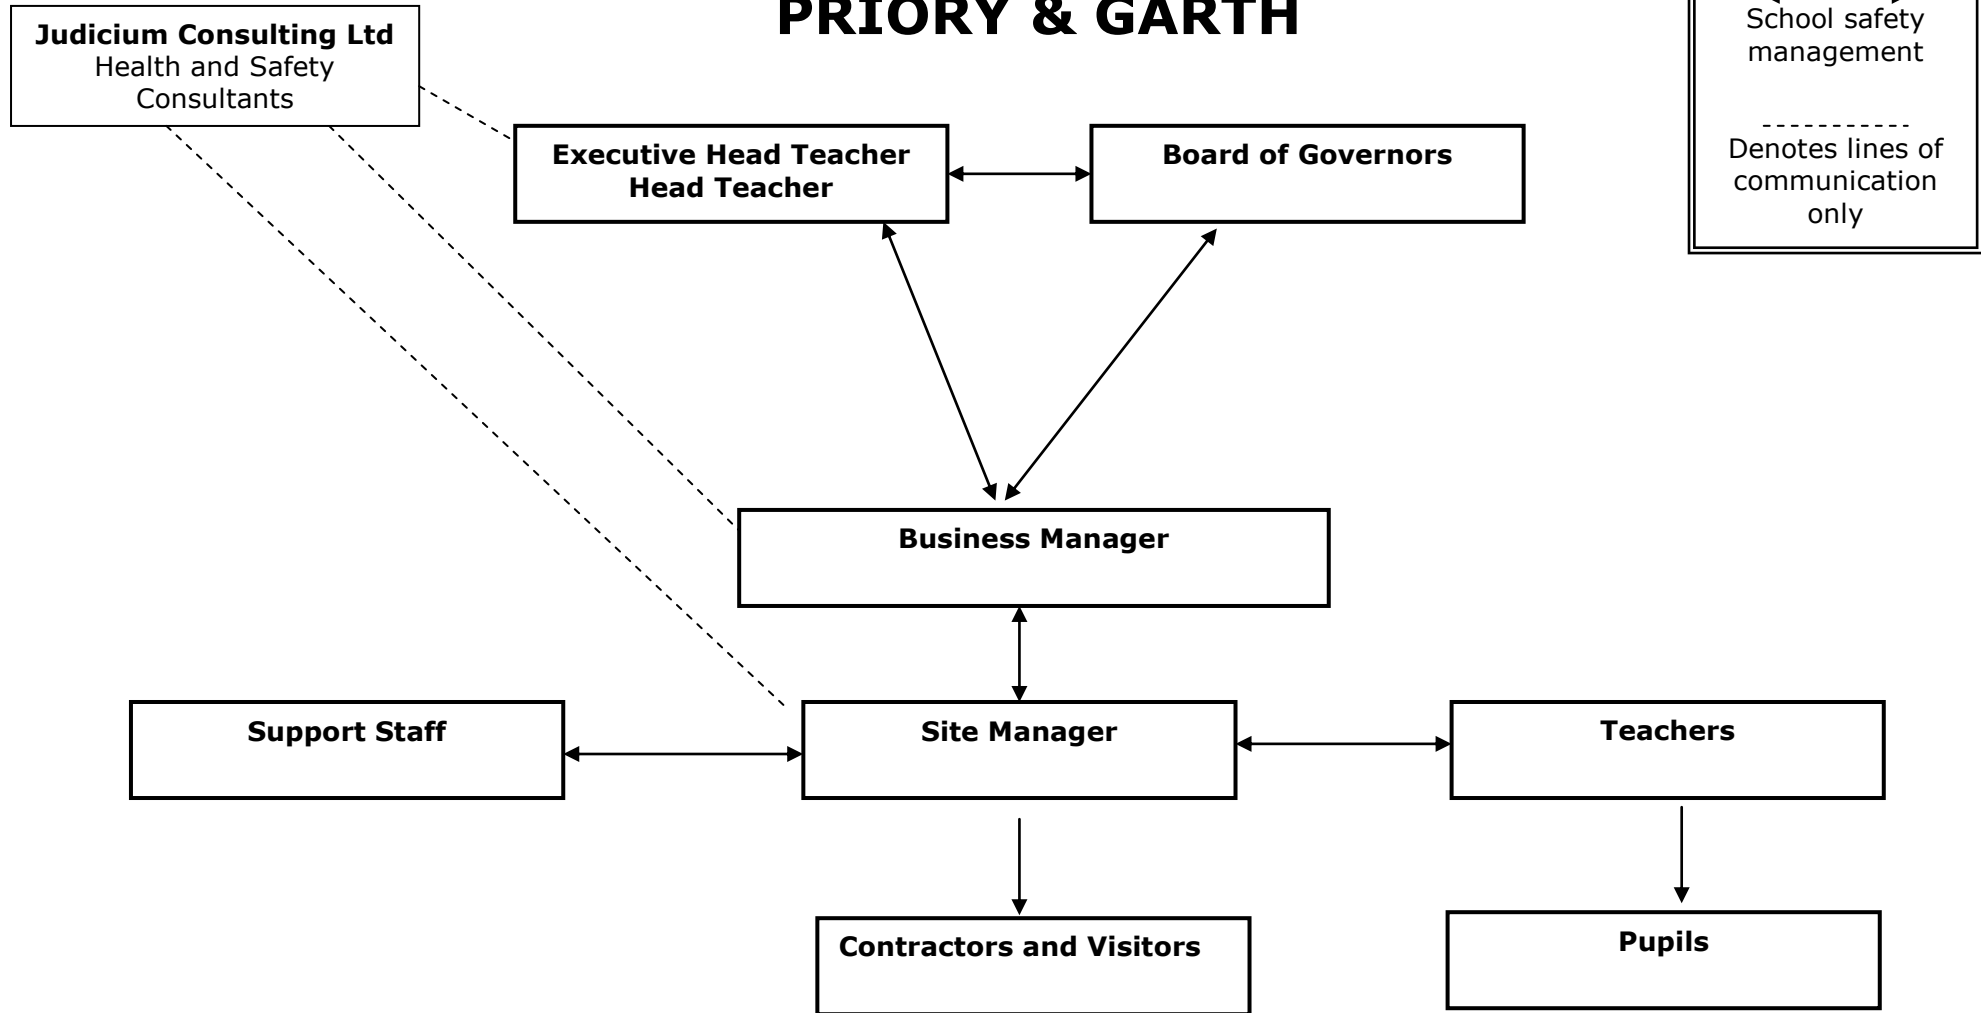 PRIORY & GARTH
Judicium Consulting Ltd
Health and Safety
Consultants
School safety
management
Denotes lines of
communication
only
Executive Head Teacher
Head Teacher
Board of Governors
Business Manager
Support Staff
Site Manager
Teachers
Contractors and Visitors
Pupils